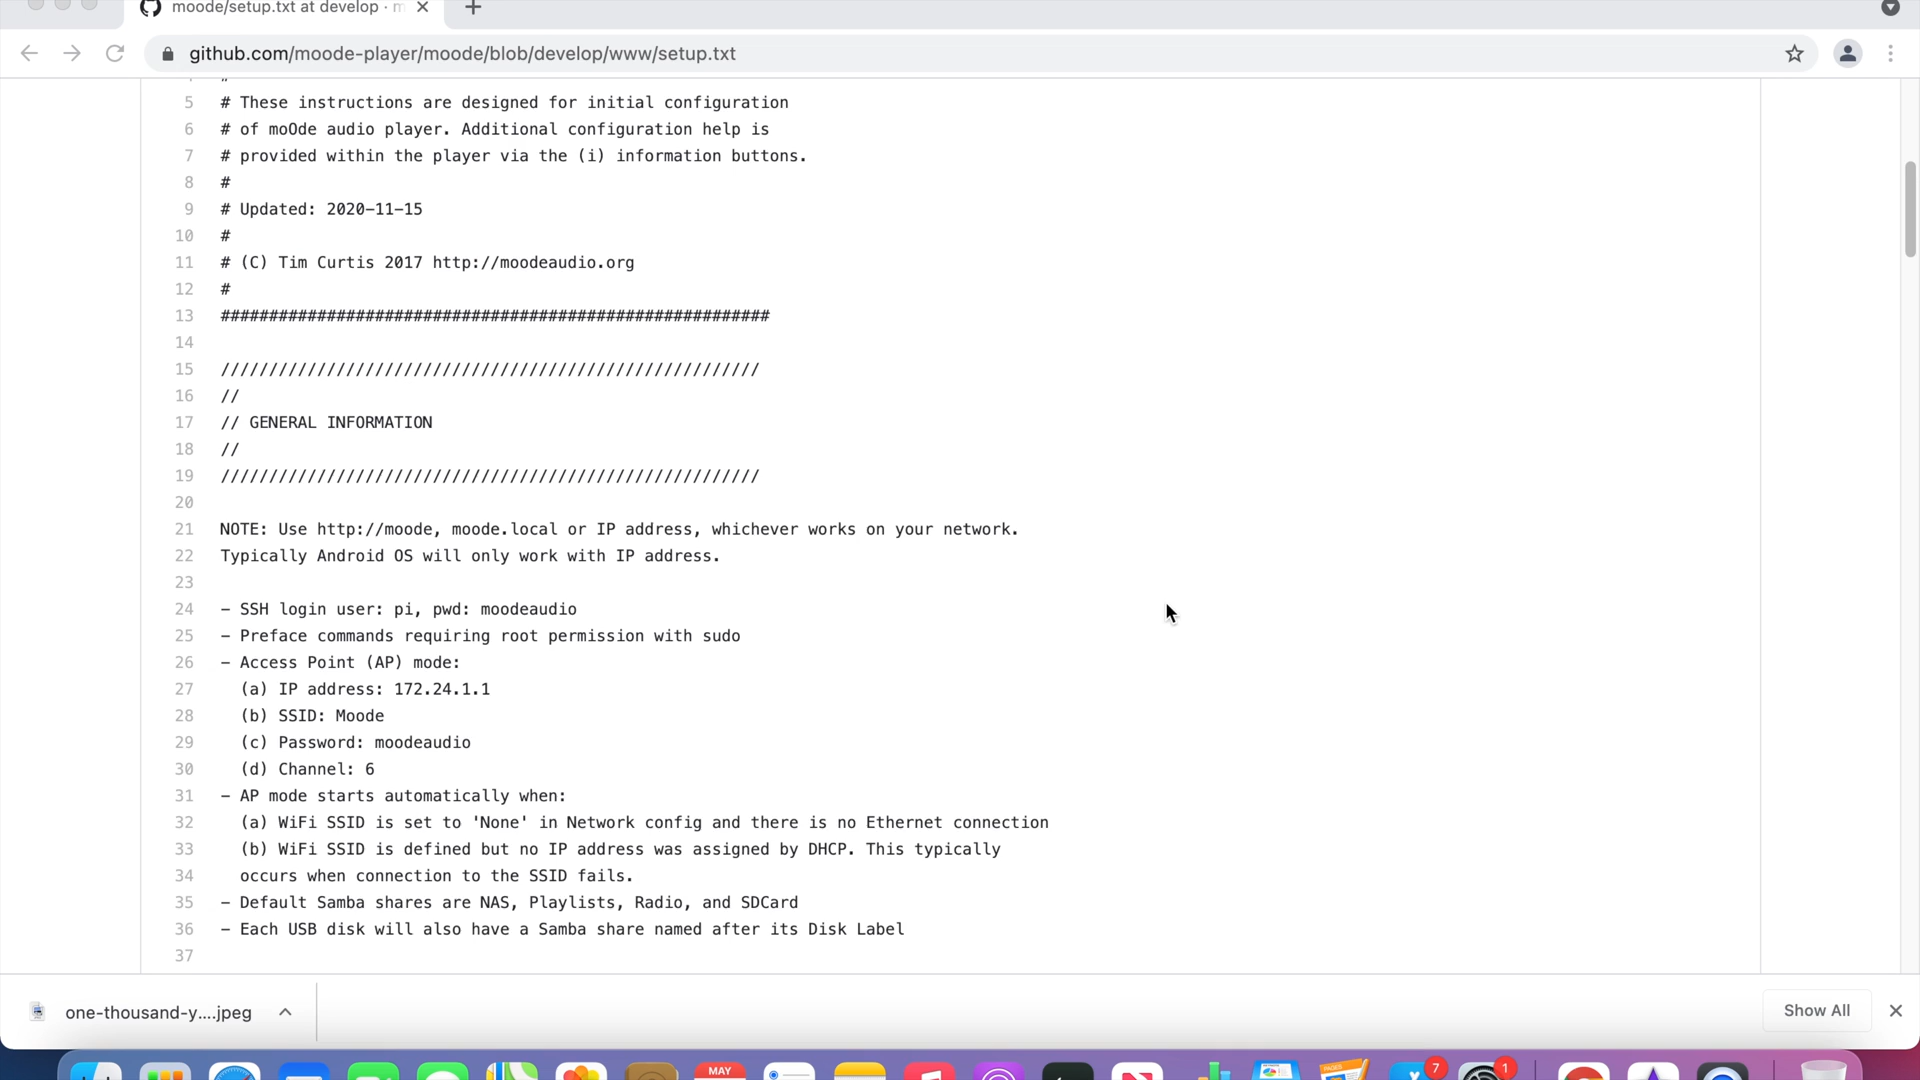 moode/setup.txt at develop · m
github.com/moode-player/moode/blob/develop/www/setup.txt
5 # These instructions are designed for initial configuration
6 # of moOde audio player. Additional configuration help is
7 # provided within the player via the (i) information buttons.
8 #
9 # Updated: 2020-11-15
10 #
11 # (C) Tim Curtis 2017 http://moodeaudio.org
12 #
13 #########################################################
14
15 ////////////////////////////////////////////////////////
16 //
17 // GENERAL INFORMATION
18 //
19 ////////////////////////////////////////////////////////
20
21 NOTE: Use http://moode, moode.local or IP address, whichever works on your network.
22 Typically Android OS will only work with IP address.
23
24 - SSH login user: pi, pwd: moodeaudio
25 - Preface commands requiring root permission with sudo
26 - Access Point (AP) mode:
27 (a) IP address: 172.24.1.1
28 (b) SSID: Moode
29 (c) Password: moodeaudio
30 (d) Channel: 6
31 - AP mode starts automatically when:
32 (a) WiFi SSID is set to 'None' in Network config and there is no Ethernet connection
33 (b) WiFi SSID is defined but no IP address was assigned by DHCP. This typically
34 occurs when connection to the SSID fails.
35 - Default Samba shares are NAS, Playlists, Radio, and SDCard
36 - Each USB disk will also have a Samba share named after its Disk Label
37
one-thousand-y....jpeg
Show All
MAY
PAGES
7
1